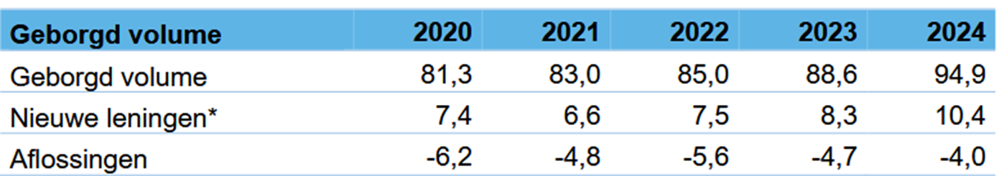 Geborgd volume 2020 2021 2022 2023 2024
Geborgd volume 81,3 83,0 85,0 88,6 94,9
Nieuwe leningen* 7,4 6,6 7,5 8,3 10,4
Aflossingen -6,2 -4,8 -5,6 -4,7 -4,0